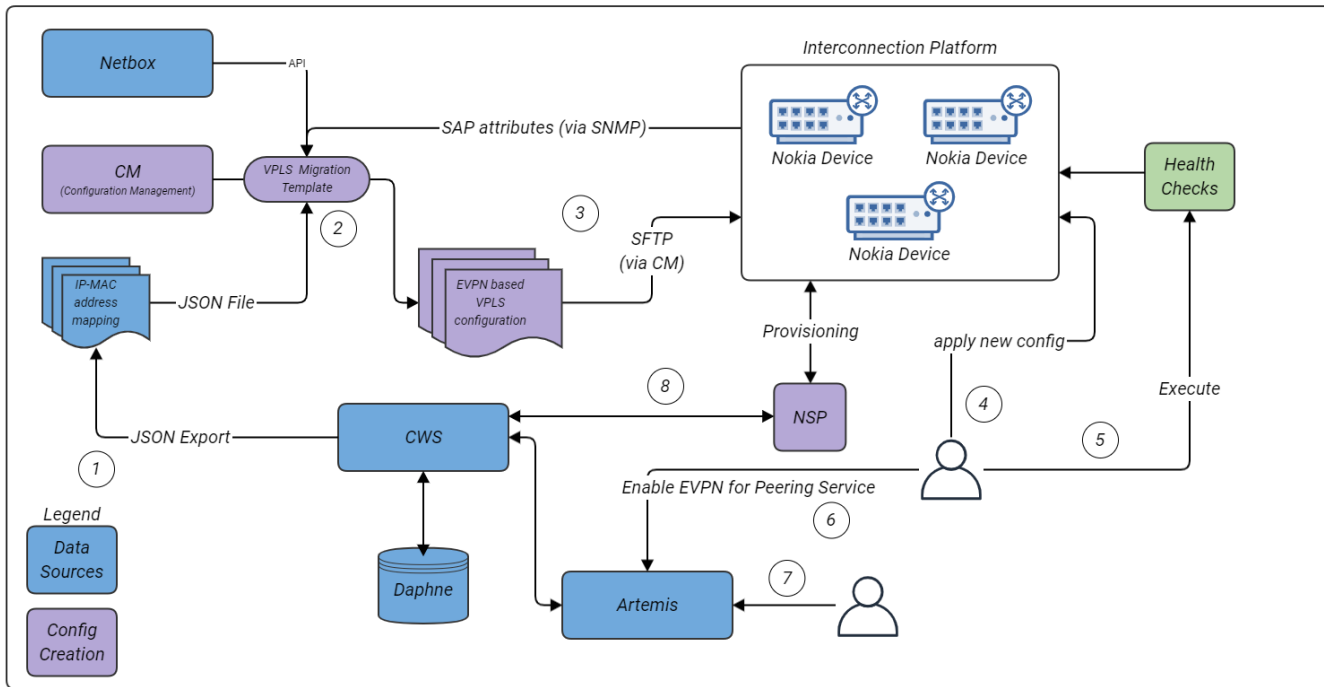 Netbox
API
Interconnection Platform
Nokia Device
Nokia Device
Nokia Device
SAP attributes (via SNMP)
CM
(Configuration Management)
VPLS Migration
Template
2
3
Health
Checks
SFTP
(via CM)
IP-MAC
address
mapping
JSON File
EVPN based
VPLS
configuration
Provisioning
apply new config
Execute
8
4
5
NSP
CWS
JSON Export
1
Enable EVPN for Peering Service
6
Legend
Data
Sources
Daphne
Artemis
7
Config
Creation